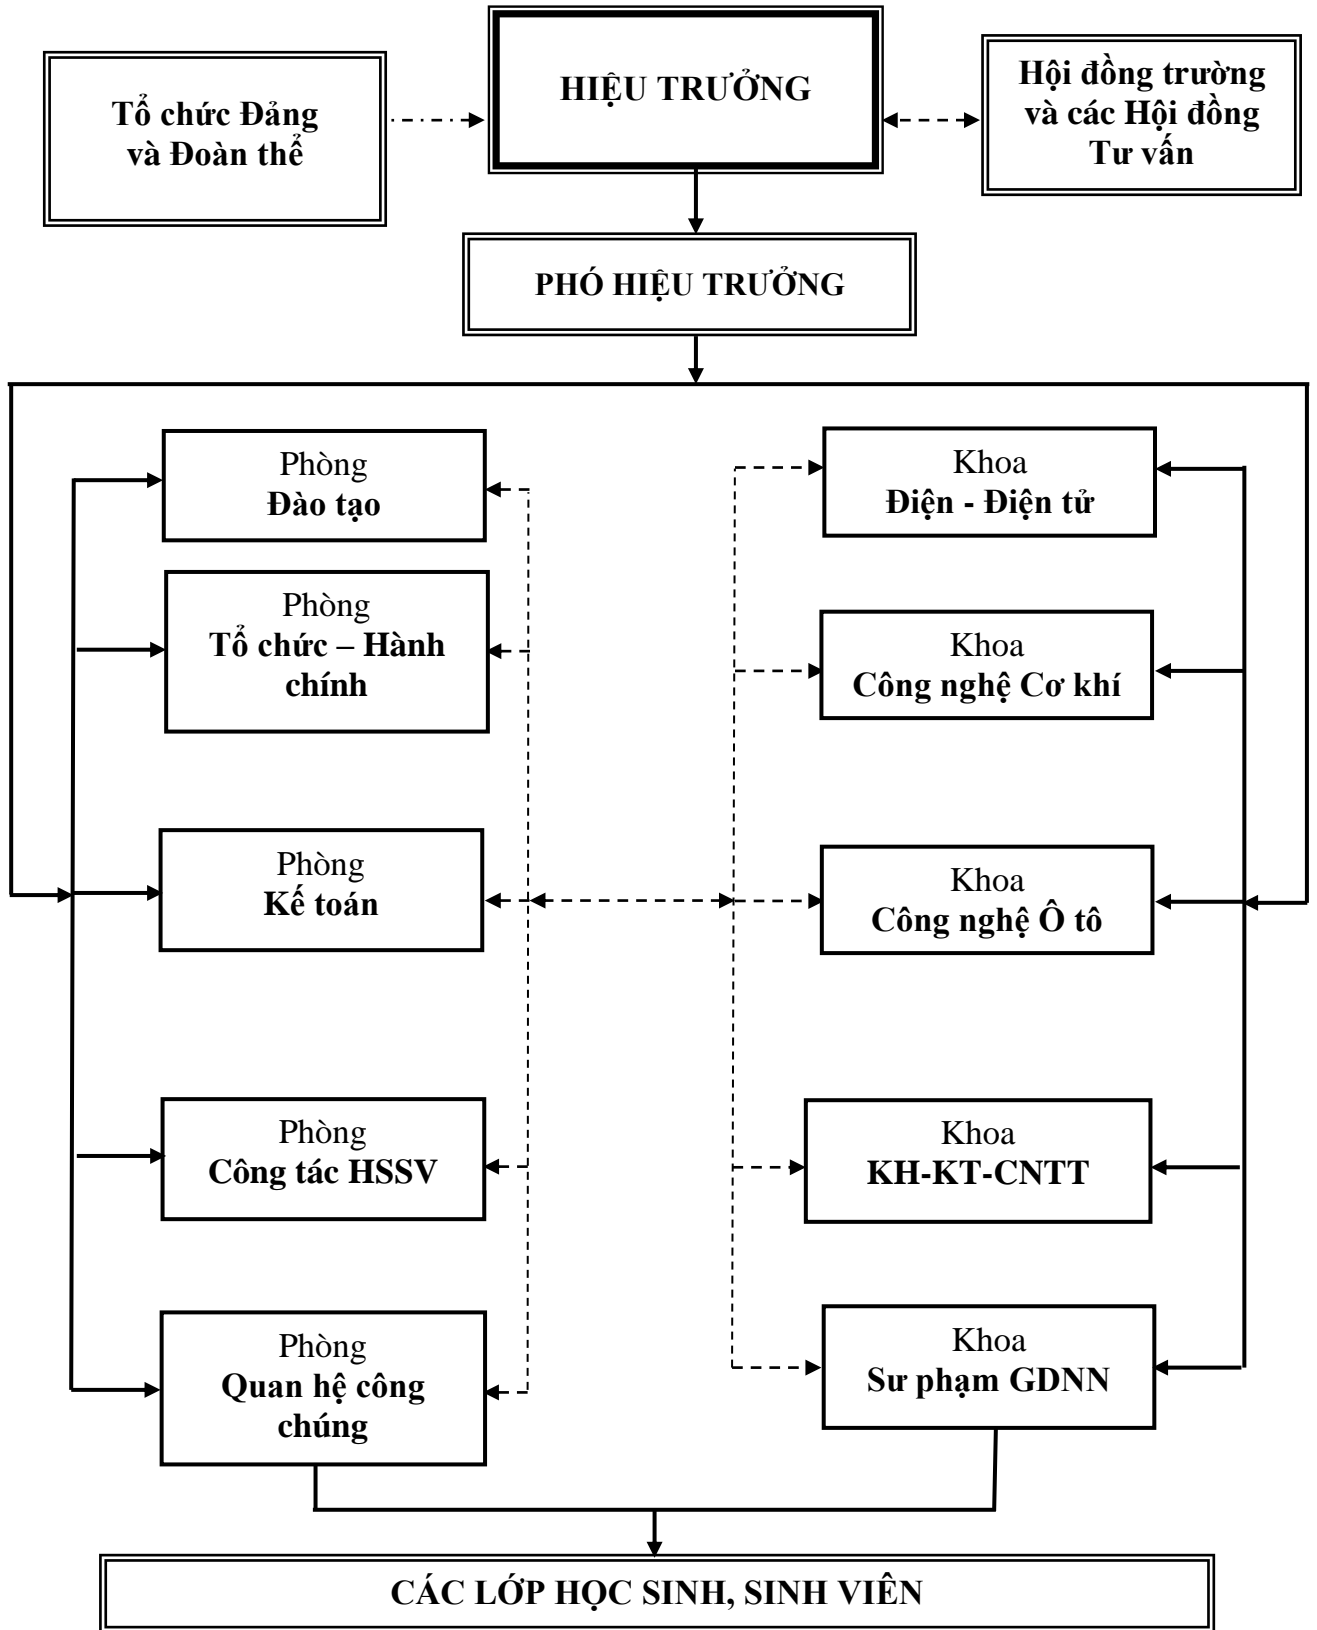 HIỆU TRƯỞNG
Tổ chức Đảng
và Đoàn thể
Hội đồng trường
và các Hội đồng
Tư vấn
PHÓ HIỆU TRƯỞNG
Phòng
Đào tạo
Khoa
Điện - Điện tử
Phòng
Tổ chức – Hành
chính
Khoa
Công nghệ Cơ khí
Phòng
Kế toán
Khoa
Công nghệ Ô tô
Phòng
Công tác HSSV
Khoa
KH-KT-CNTT
Phòng
Quan hệ công
chúng
Khoa
Sư phạm GDNN
CÁC LỚP HỌC SINH, SINH VIÊN